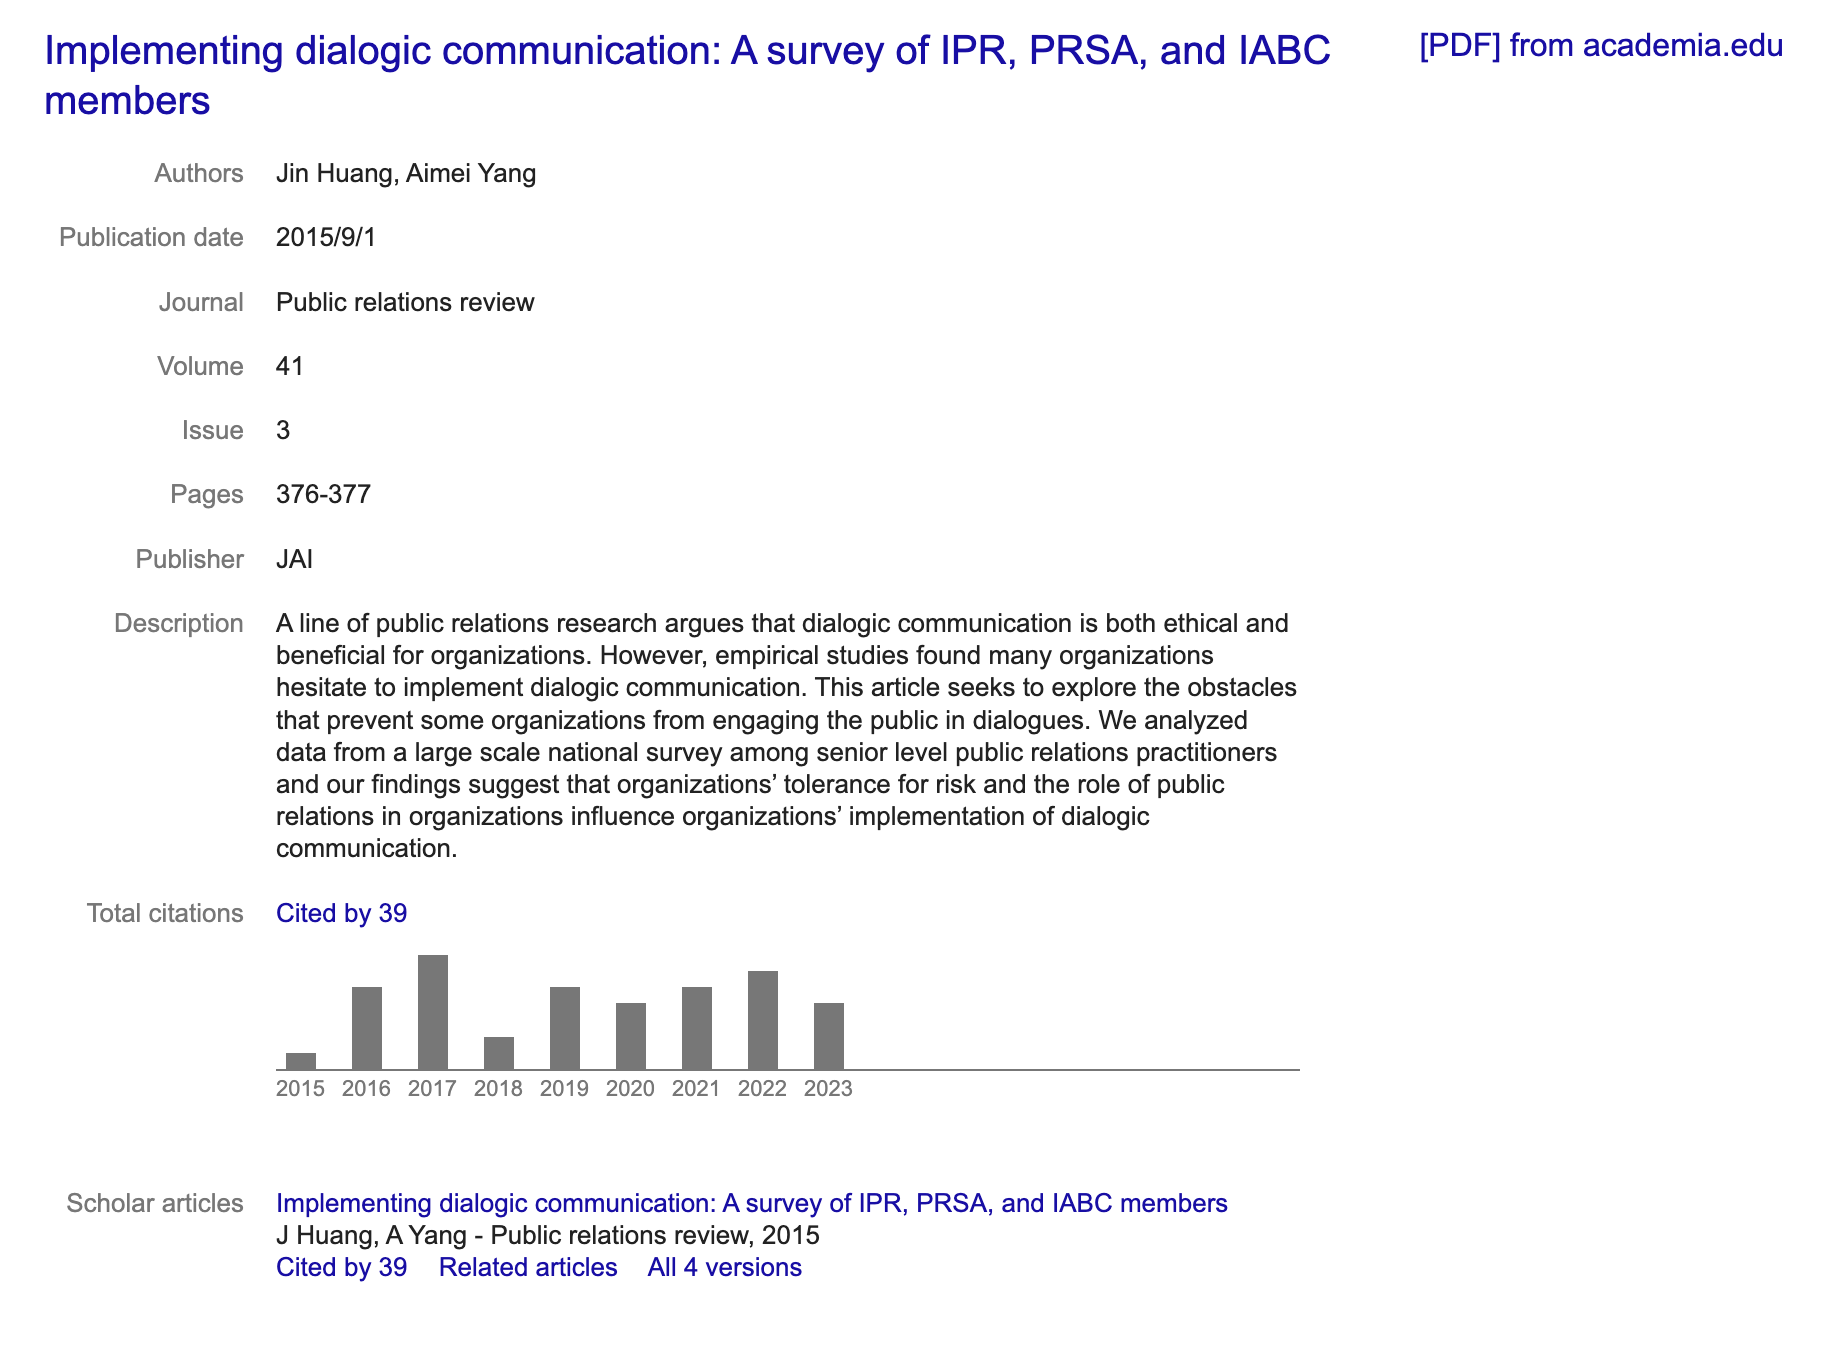 Implementing dialogic communication: A survey of IPR, PRSA, and IABC
members
[PDF] from academia.edu
Authors Jin Huang, Aimei Yang
Publication date 2015/9/1
Journal Public relations review
Volume 41
Issue 3
Pages 376-377
Publisher JAI
Description A line of public relations research argues that dialogic communication is both ethical and
beneficial for organizations. However, empirical studies found many organizations
hesitate to implement dialogic communication. This article seeks to explore the obstacles
that prevent some organizations from engaging the public in dialogues. We analyzed
data from a large scale national survey among senior level public relations practitioners
and our findings suggest that organizations’ tolerance for risk and the role of public
relations in organizations influence organizations’ implementation of dialogic
communication.
Total citations Cited by 39
2015 2016 2017 2018 2019 2020 2021 2022 2023
Scholar articles Implementing dialogic communication: A survey of IPR, PRSA, and IABC members
J Huang, A Yang - Public relations review, 2015
Cited by 39 Related articles All 4 versions